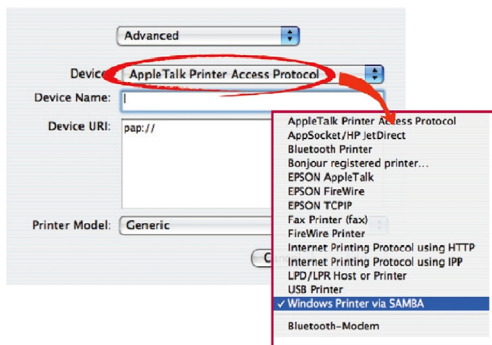 Advanced
Device: AppleTalk Printer Access Protocol
Device Name:
Device URI: pap://
Printer Model: Generic
AppleTalk Printer Access Protocol
AppSocket/HP JetDirect
Bluetooth Printer
Bonjour registered printer...
EPSON AppleTalk
EPSON FireWire
EPSON TCPIP
Fax Printer (fax)
FireWire Printer
Internet Printing Protocol using HTTP
Internet Printing Protocol using IPP
LPD/LPR Host or Printer
USB Printer
✓ Windows Printer via SAMBA
Bluetooth-Modem